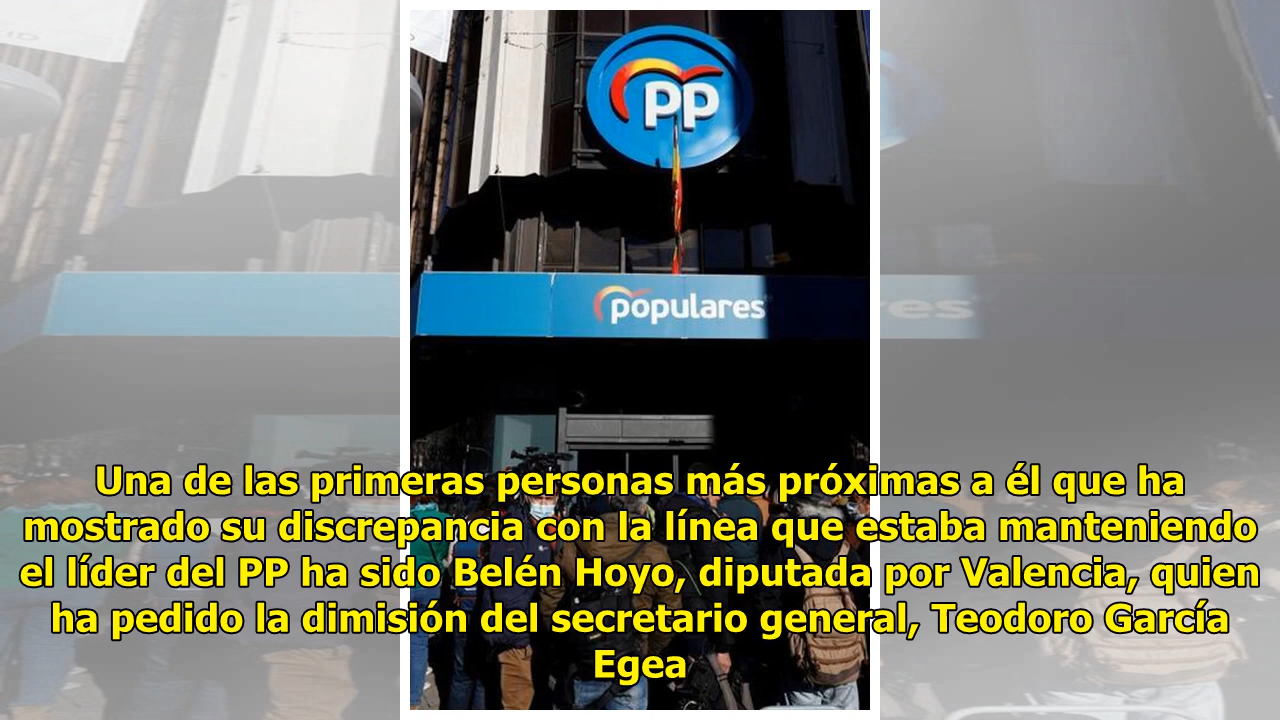 PP
populares
es
Una de las primeras personas más próximas a él que ha
mostrado su discrepancia con la línea que estaba manteniendo
el líder del PP ha sido Belén Hoyo, diputada por Valencia, quien
ha pedido la dimisión del secretario general, Teodoro García
Egea